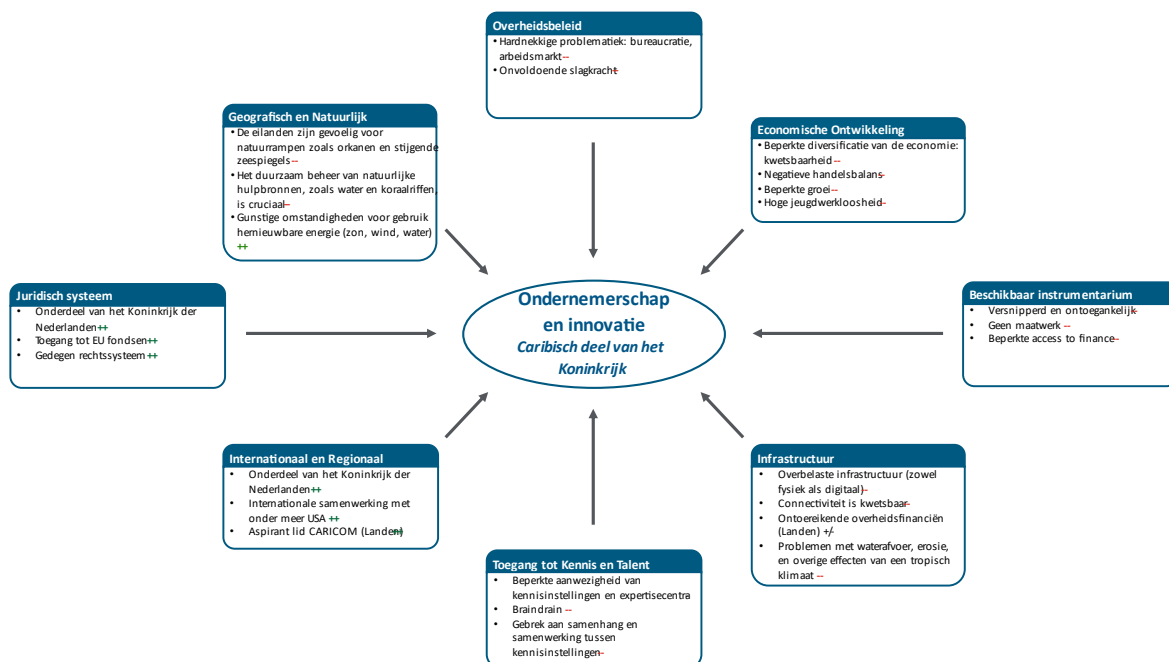 Overheidsbeleid
• Hardnekkige problematiek: bureaucratie,
arbeidsmarkt--
• Onvoldoende slagkracht--
Geografisch en Natuurlijk
• De eilanden zijn gevoelig voor
natuurrampen zoals orkanen en stijgende
zeespiegels--
• Het duurzaam beheer van natuurlijke
hulpbronnen, zoals water en koraalriffen,
is cruciaal--
• Gunstige omstandigheden voor gebruik
hernieuwbare energie (zon, wind, water)
++
Economische Ontwikkeling
• Beperkte diversificatie van de economie:
kwetsbaarheid --
• Negatieve handelsbalans--
• Beperkte groei--
• Hoge jeugdwerkloosheid--
Juridisch systeem
• Onderdeel van het Koninkrijk der
Nederlanden++
• Toegang tot EU fondsen++
• Gedegen rechtssysteem ++
Ondernemerschap
en innovatie
Caribisch deel van het
Koninkrijk
Beschikbaar instrumentarium
• Versnipperd en ontoegankelijk--
• Geen maatwerk --
• Beperkte access to finance--
Internationaal en Regionaal
• Onderdeel van het Koninkrijk der
Nederlanden++
• Internationale samenwerking met
onder meer USA ++
• Aspirant lid CARICOM (Landen)++
Infrastructuur
• Overbelaste infrastructuur (zowel
fysiek als digitaal)--
• Connectiviteit is kwetsbaar--
• Ontoereikende overheidsfinanciën
(Landen) +/-
• Problemen met waterafvoer, erosie,
en overige effecten van een tropisch
klimaat --
Toegang tot Kennis en Talent
• Beperkte aanwezigheid van
kennisinstellingen en expertisecentra
• Braindrain --
• Gebrek aan samenhang en
samenwerking tussen
kennisinstellingen--